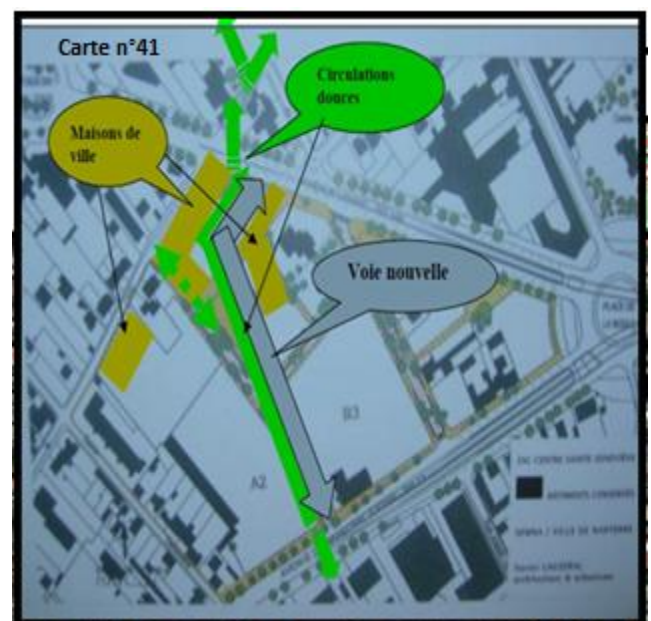 Carte n°41
Circulations
douces
Maisons de
ville
Voie nouvelle
B3
A2
ZAC CENTRE SAINTE GENEVIÈVE
BÂTIMENTS CONSERVÉS
SEMNA / VILLE DE NANTERRE